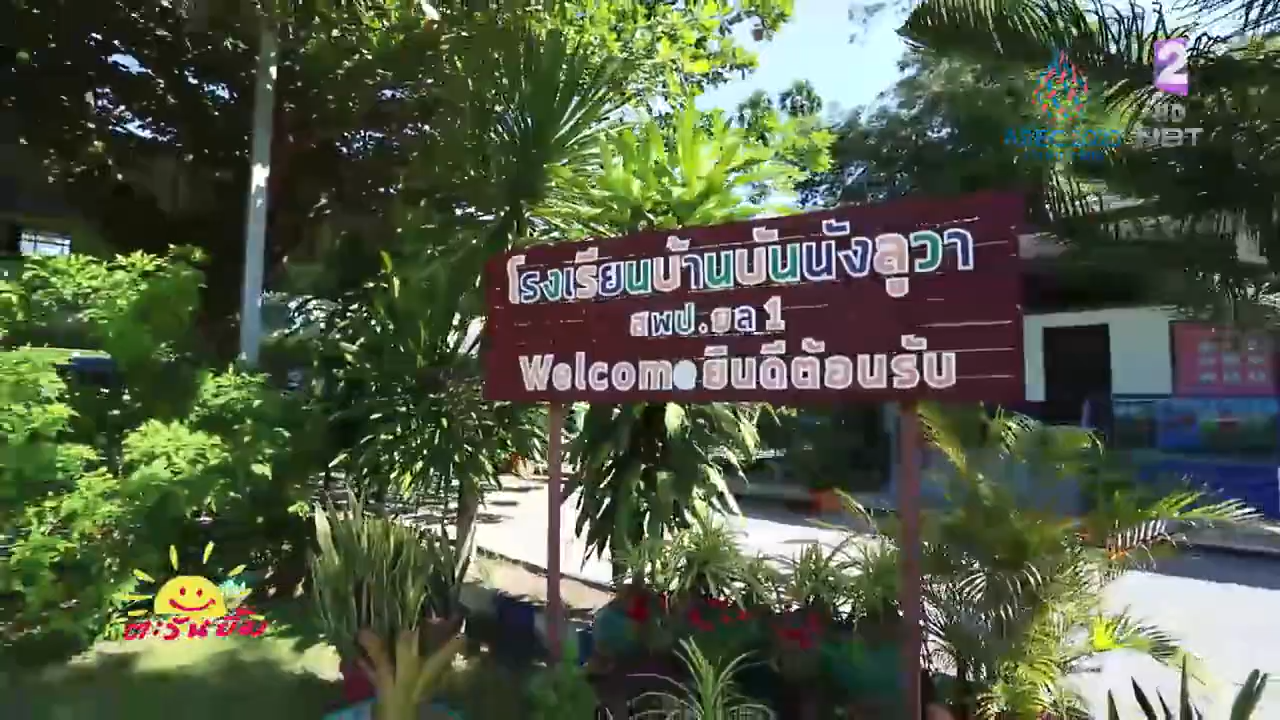 2
NBT
โรงเรียนบ้านบันนังลูวา
สพป.ยล 1
Welcome ยินดีต้อนรับ
ตะวันยิ้ม